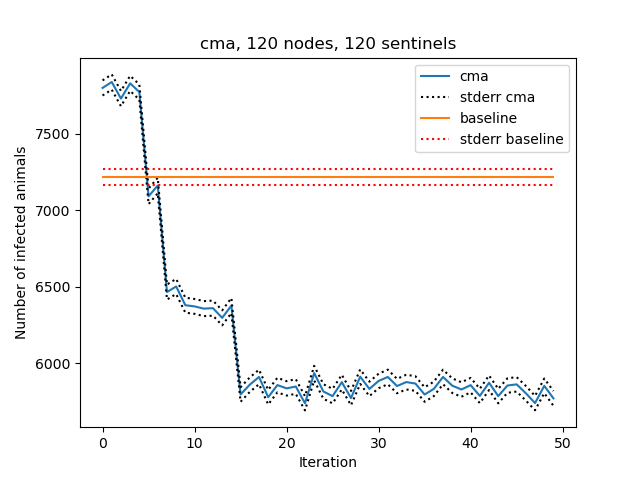 cma, 120 nodes, 120 sentinels
cma
stderr cma
baseline
stderr baseline
Number of infected animals
7500
7000
6500
6000
0 10 20 30 40 50
Iteration